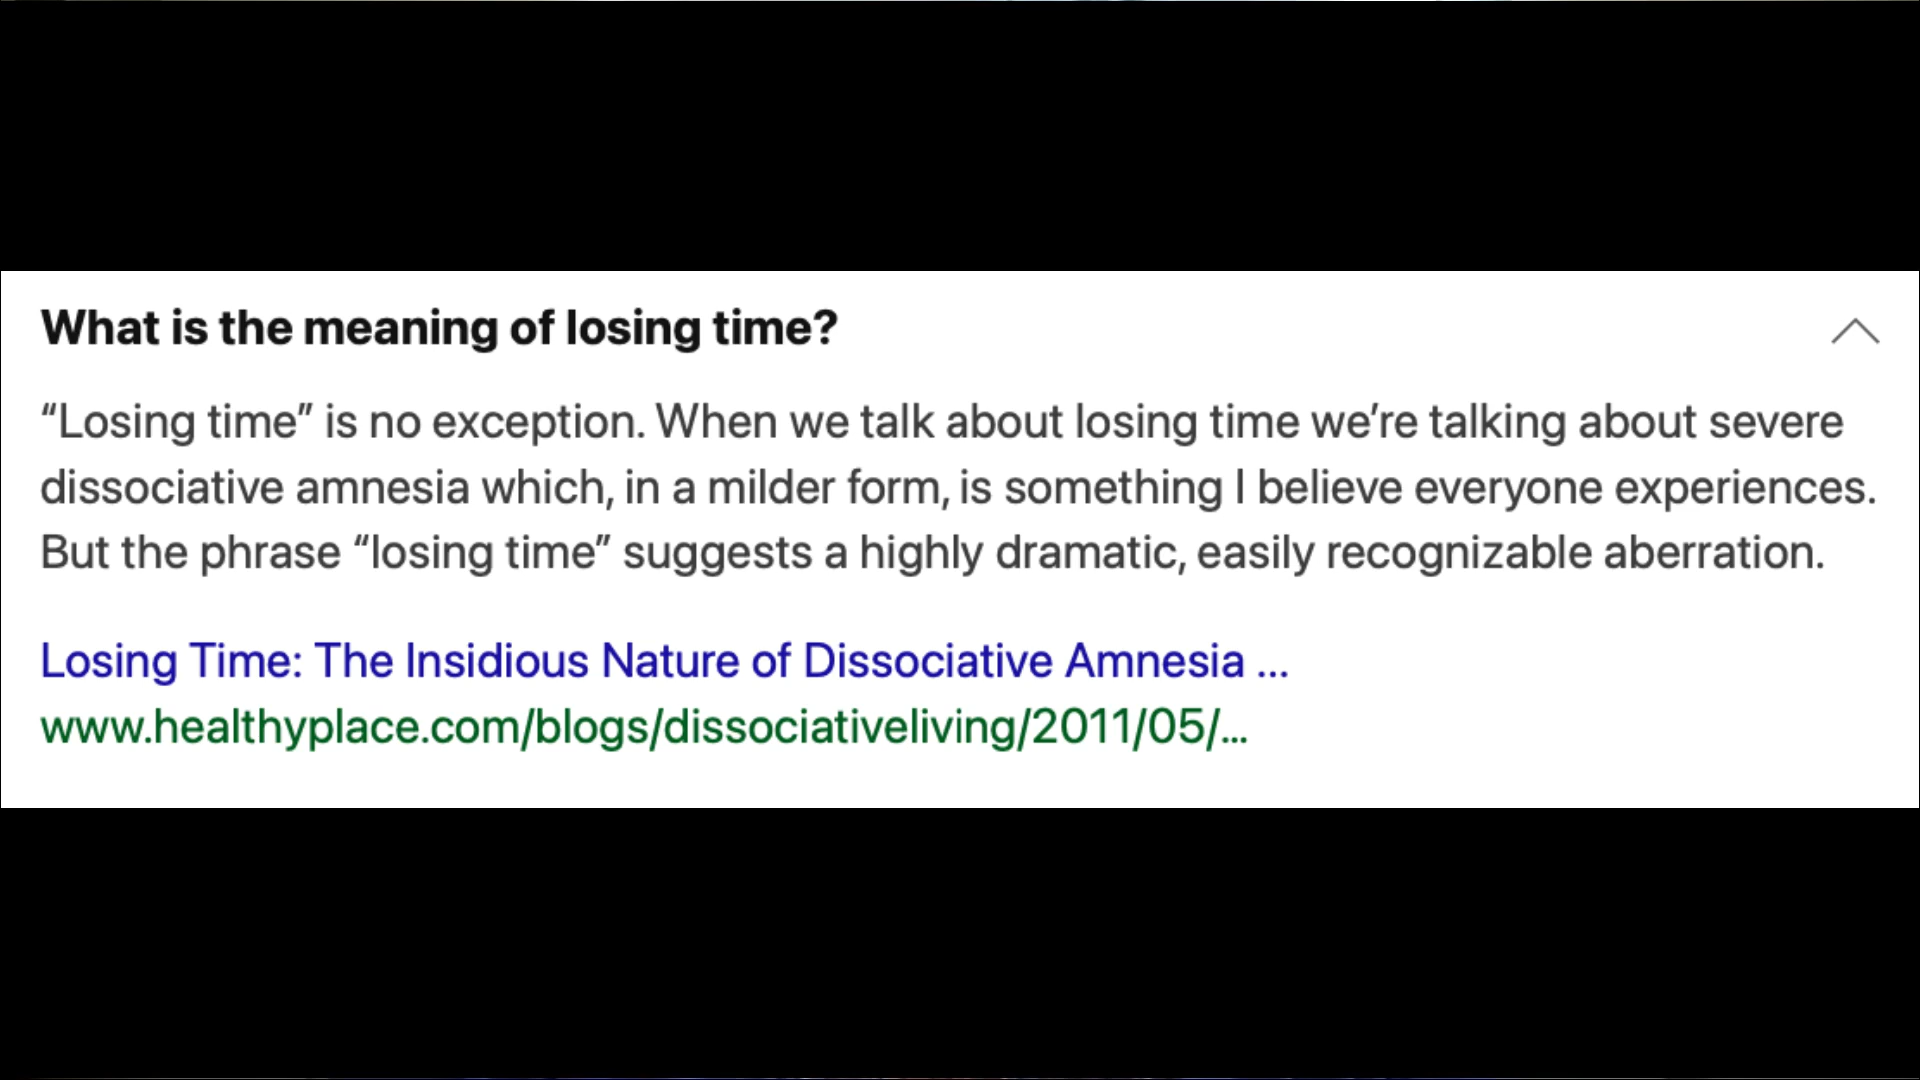 What is the meaning of losing time?
“Losing time” is no exception. When we talk about losing time we’re talking about severe
dissociative amnesia which, in a milder form, is something I believe everyone experiences.
But the phrase “losing time” suggests a highly dramatic, easily recognizable aberration.
Losing Time: The Insidious Nature of Dissociative Amnesia ...
www.healthyplace.com/blogs/dissociativeliving/2011/05/...